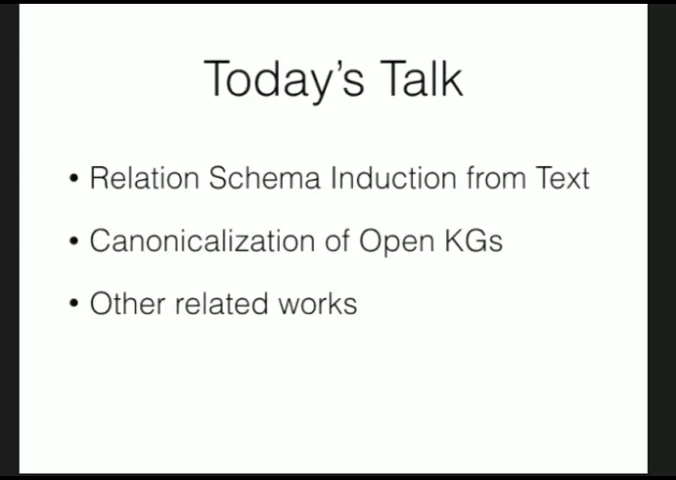 Today's Talk
• Relation Schema Induction from Text
• Canonicalization of Open KGs
• Other related works